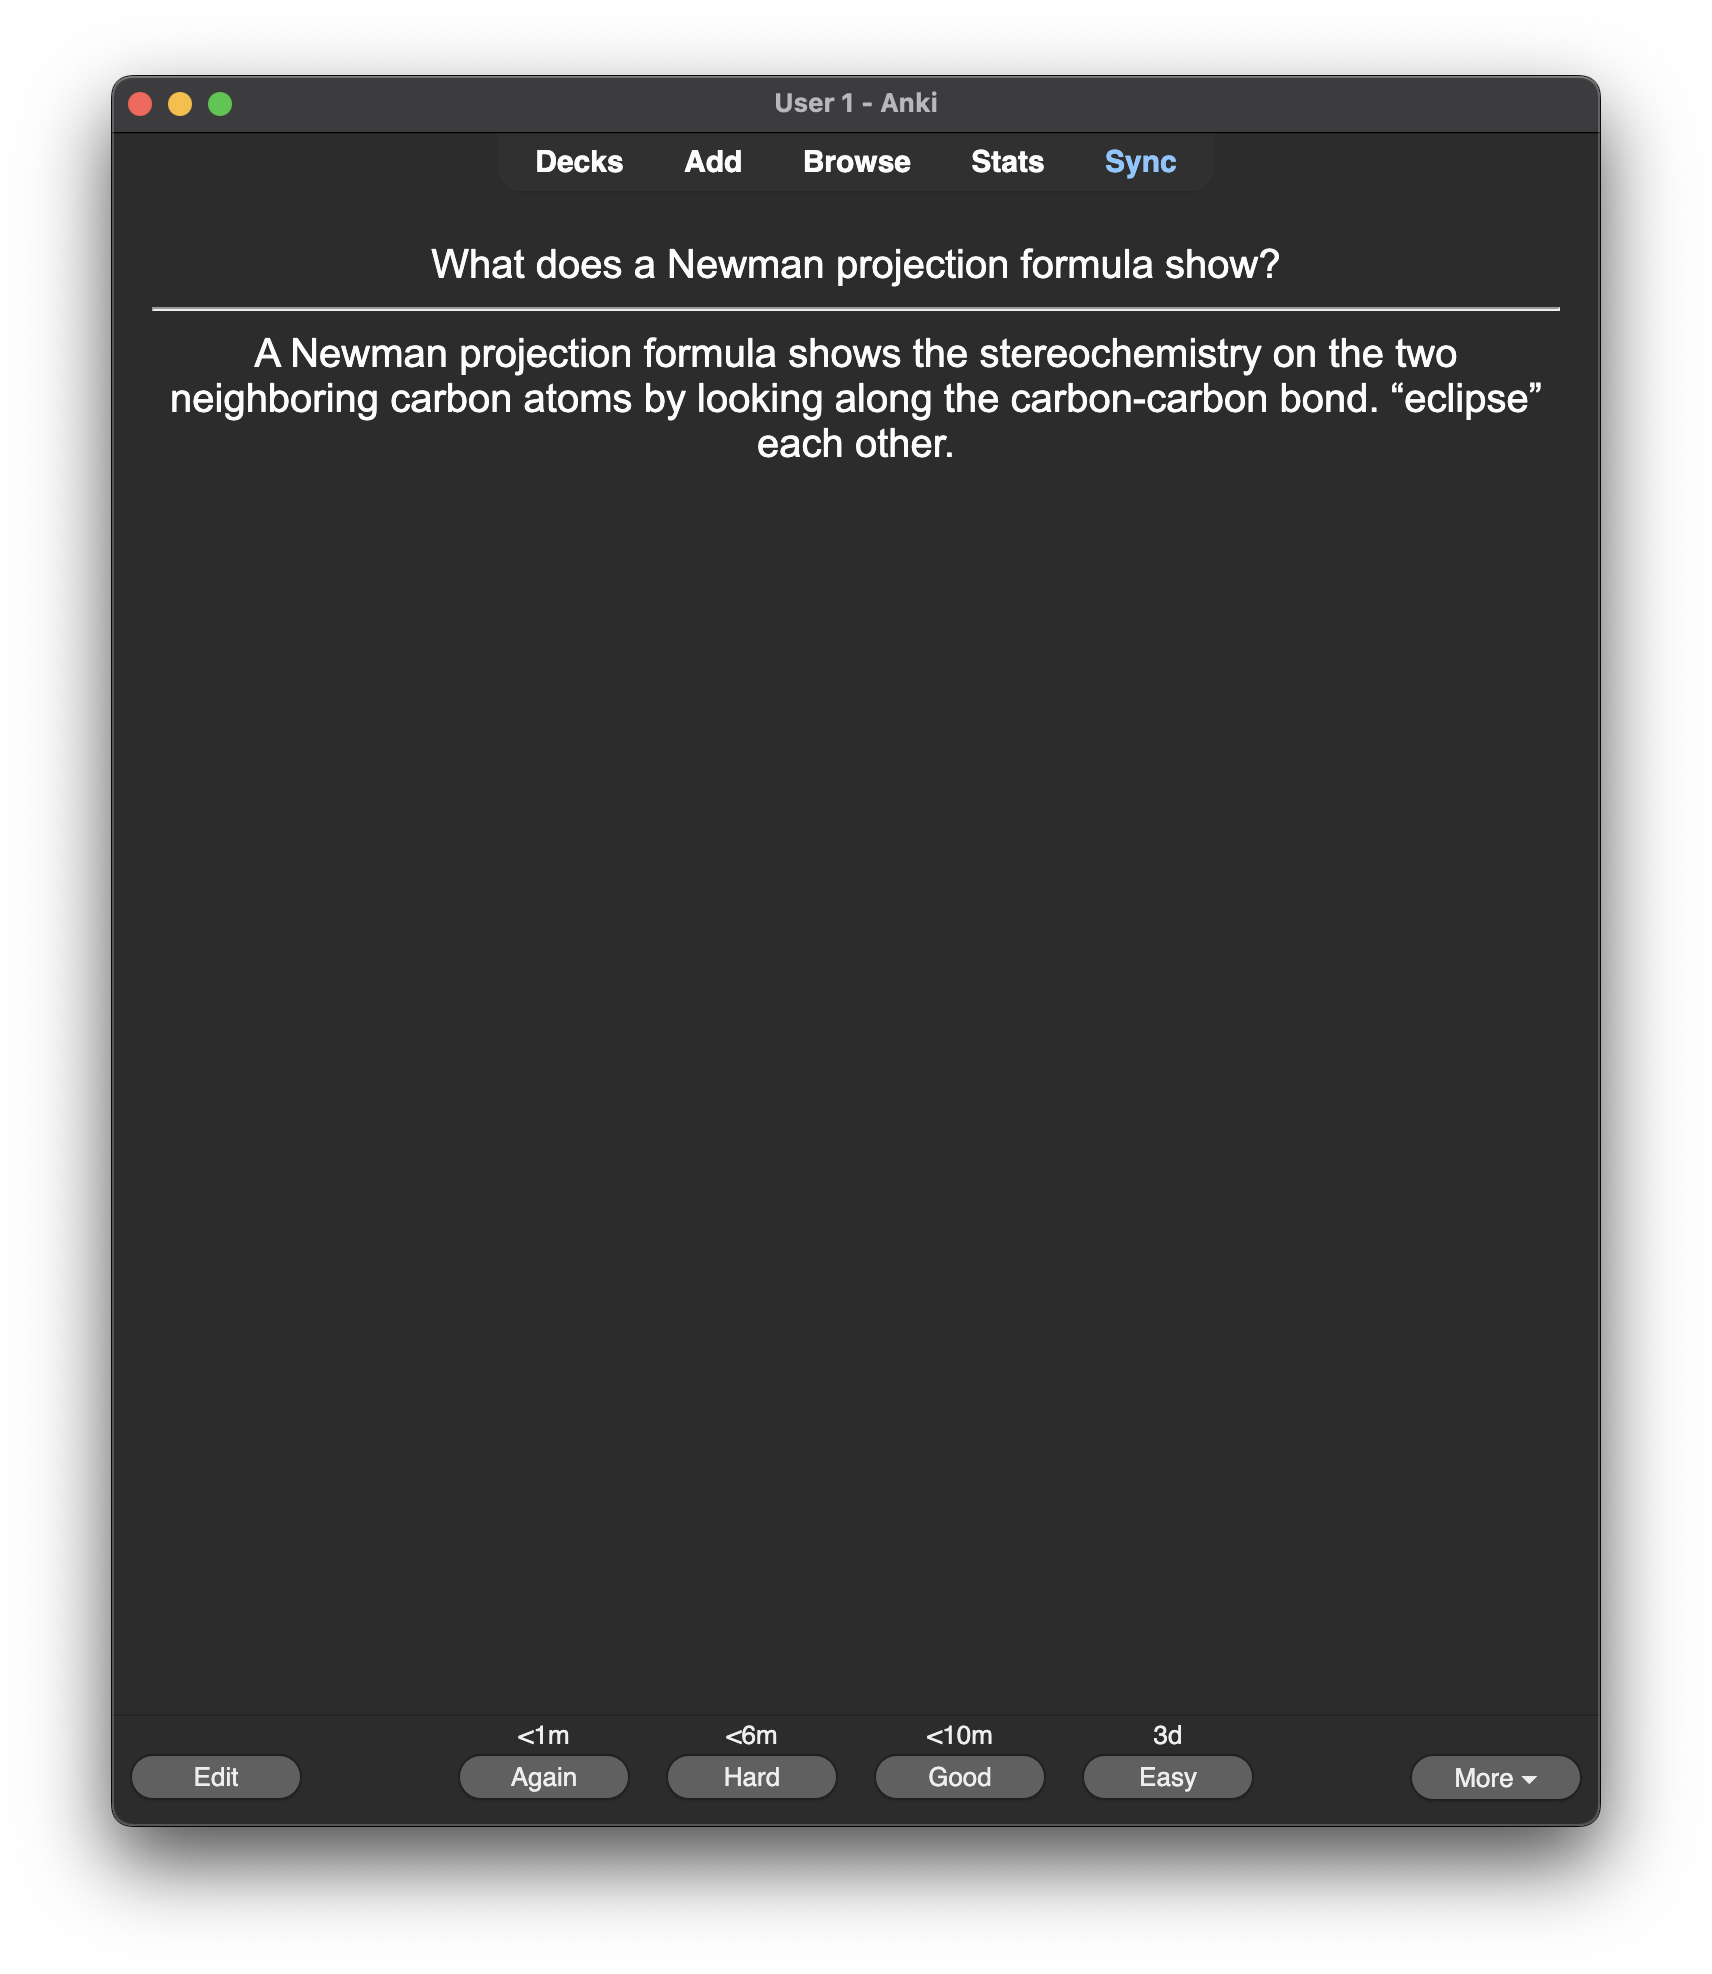 User 1 - Anki
Decks Add Browse Stats Sync
What does a Newman projection formula show?
A Newman projection formula shows the stereochemistry on the two
neighboring carbon atoms by looking along the carbon-carbon bond. “eclipse”
each other.
<1m <6m <10m 3d
Edit Again Hard Good Easy More